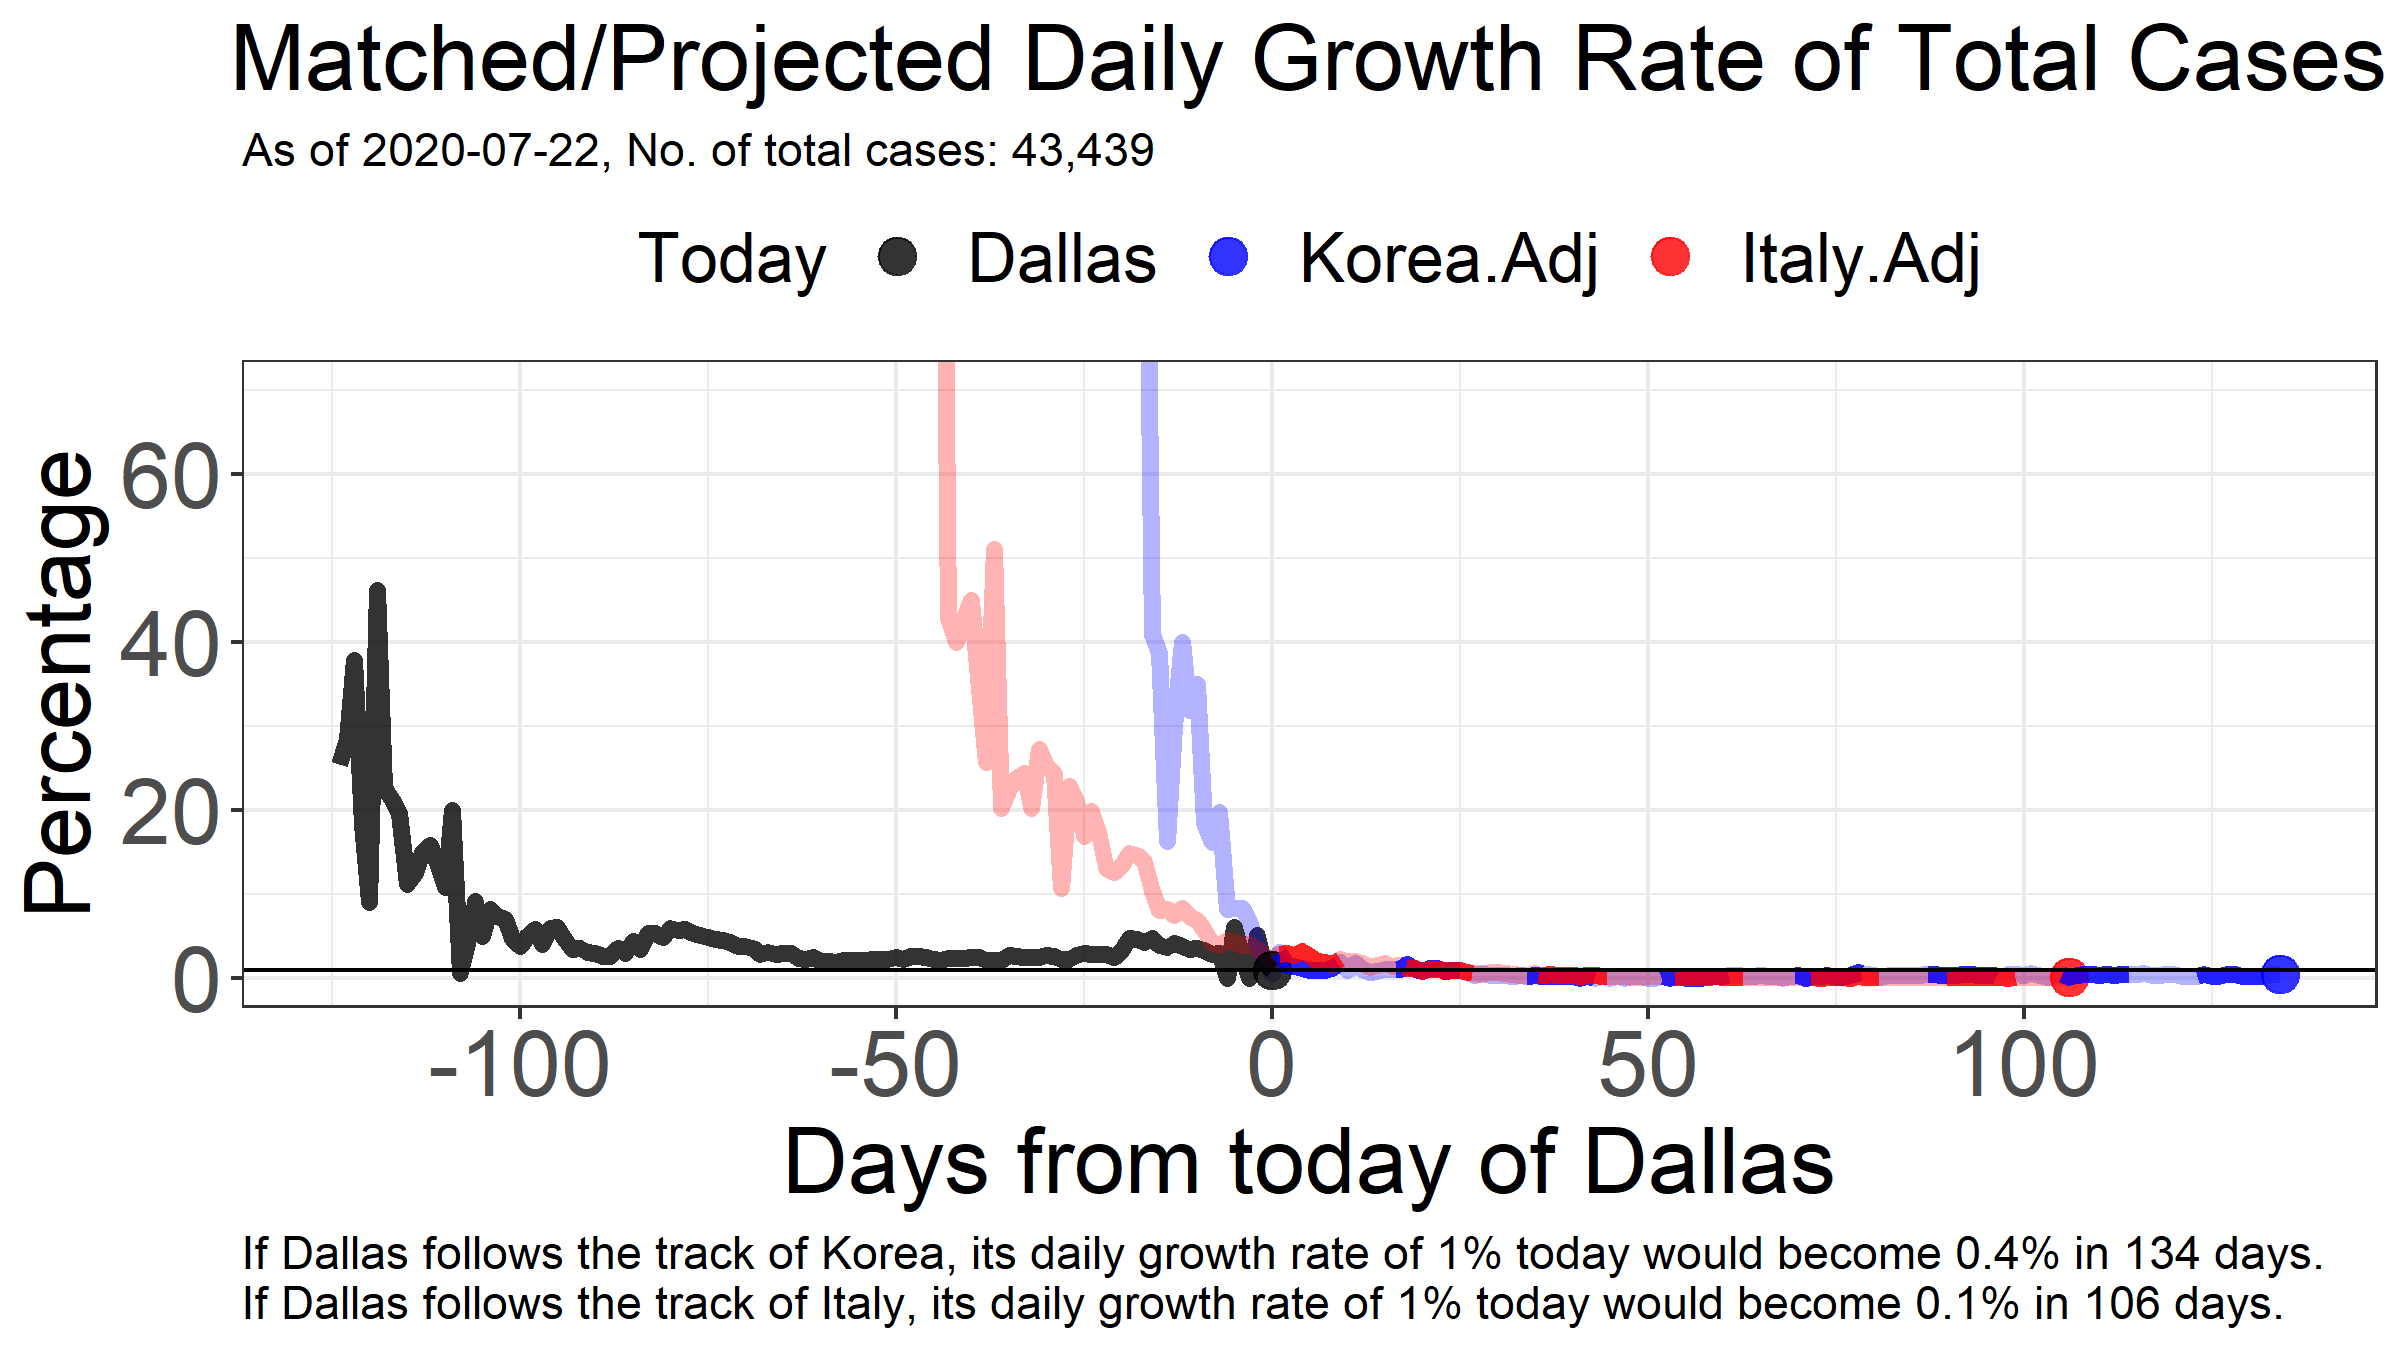 Matched/Projected Daily Growth Rate of Total Cases
As of 2020-07-22, No. of total cases: 43,439
Today Dallas Korea.Adj Italy.Adj
Percentage
60
40
20
0
-100 -50 0 50 100
Days from today of Dallas
If Dallas follows the track of Korea, its daily growth rate of 1% today would become 0.4% in 134 days.
If Dallas follows the track of Italy, its daily growth rate of 1% today would become 0.1% in 106 days.